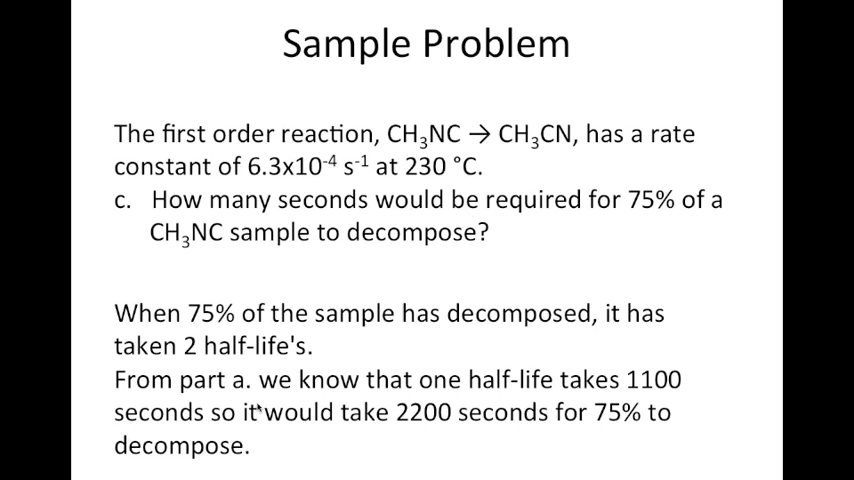 Sample Problem
The first order reaction, CH₃NC → CH₃CN, has a rate
constant of 6.3x10⁻⁴ s⁻¹ at 230 °C.
c. How many seconds would be required for 75% of a
CH₃NC sample to decompose?
When 75% of the sample has decomposed, it has
taken 2 half-life's.
From part a. we know that one half-life takes 1100
seconds so it would take 2200 seconds for 75% to
decompose.